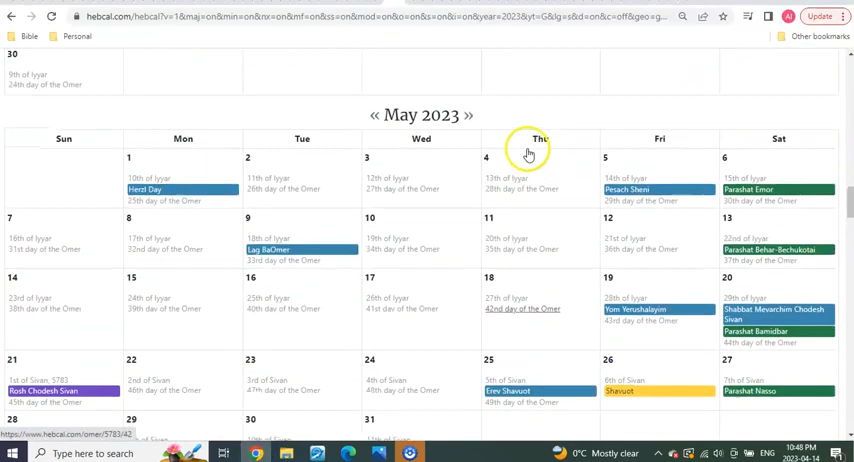 hebcal.com/hebcal?v=1&maj=on&min=on&nx=on&mf=on&ss=on&mod=on&o=on&s=on&i=on&year=2023&yt=G&lg=s&d=on&c=off&geo=g...
AI
Update
Bible
Personal
Other bookmarks
30
9th of Iyyar
24th day of the Omer
« May 2023 »
Sun Mon Tue Wed Thu Fri Sat
1 2 3 4 5 6
10th of Iyyar 11th of Iyyar 12th of Iyyar 13th of Iyyar 14th of Iyyar 15th of Iyyar
Herzl Day 26th day of the Omer 27th day of the Omer 28th day of the Omer Pesach Sheni Parashat Emor
25th day of the Omer 29th day of the Omer 30th day of the Omer
7 8 9 10 11 12 13
16th of Iyyar 17th of Iyyar 18th of Iyyar 19th of Iyyar 20th of Iyyar 21st of Iyyar 22nd of Iyyar
31st day of the Omer 32nd day of the Omer Lag BaOmer 34th day of the Omer 35th day of the Omer 36th day of the Omer Parashat Behar-Bechukotai
33rd day of the Omer 37th day of the Omer
14 15 16 17 18 19 20
23rd of Iyyar 24th of Iyyar 25th of Iyyar 26th of Iyyar 27th of Iyyar 28th of Iyyar 29th of Iyyar
38th day of the Omer 39th day of the Omer 40th day of the Omer 41st day of the Omer 42nd day of the Omer Yom Yerushalayim Shabbat Mevarchim Chodesh
Sivan
43rd day of the Omer Parashat Bamidbar
44th day of the Omer
21 22 23 24 25 26 27
1st of Sivan, 5783 2nd of Sivan 3rd of Sivan 4th of Sivan 5th of Sivan 6th of Sivan 7th of Sivan
Rosh Chodesh Sivan 46th day of the Omer 47th day of the Omer 48th day of the Omer Erev Shavuot Shavuot Parashat Nasso
45th day of the Omer 49th day of the Omer
28 29 30 31
https://www.hebcal.com/omer/5783/42
Type here to search
0°C Mostly clear
ENG
10:48 PM
2023-04-14